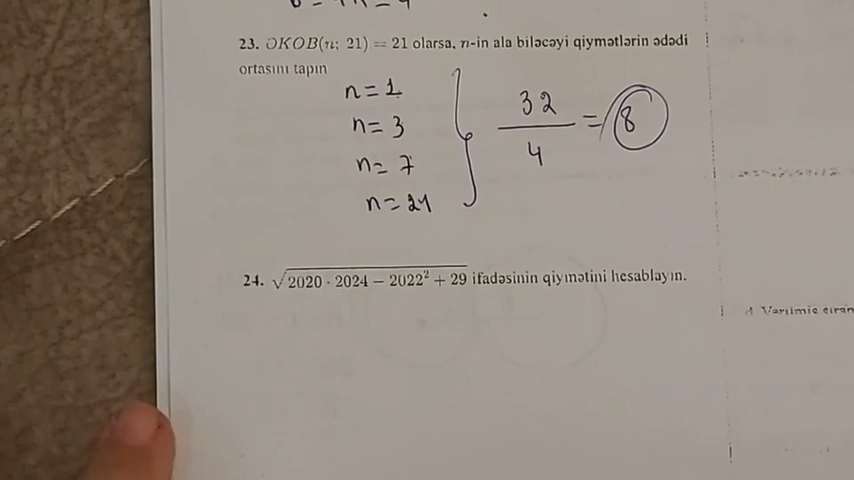 23. ƏKOB(n; 21) = 21 olarsa, n-in ala biləcəyi qiymətlərin ədədi
ortasını tapın
n = 1
n = 3
n = 7
n = 21
32
4
= 8
24. √2020 · 2024 − 2022² + 29 ifadəsinin qiymətini hesablayın.